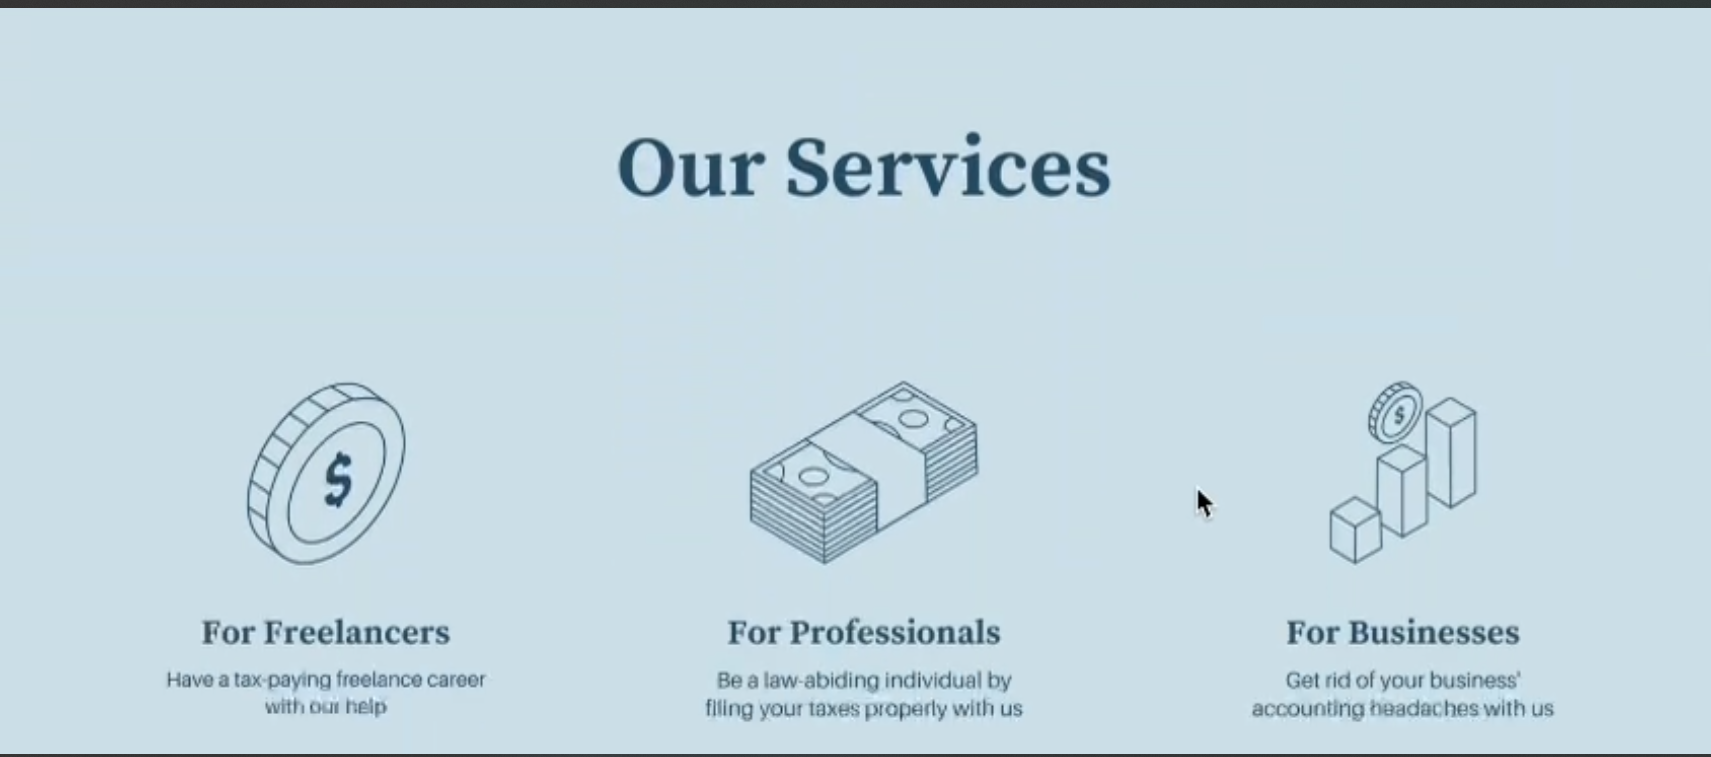 Our Services
$
$
For Freelancers
Have a tax-paying freelance career
with our help
For Professionals
Be a law-abiding individual by
filing your taxes properly with us
For Businesses
Get rid of your business'
accounting headaches with us